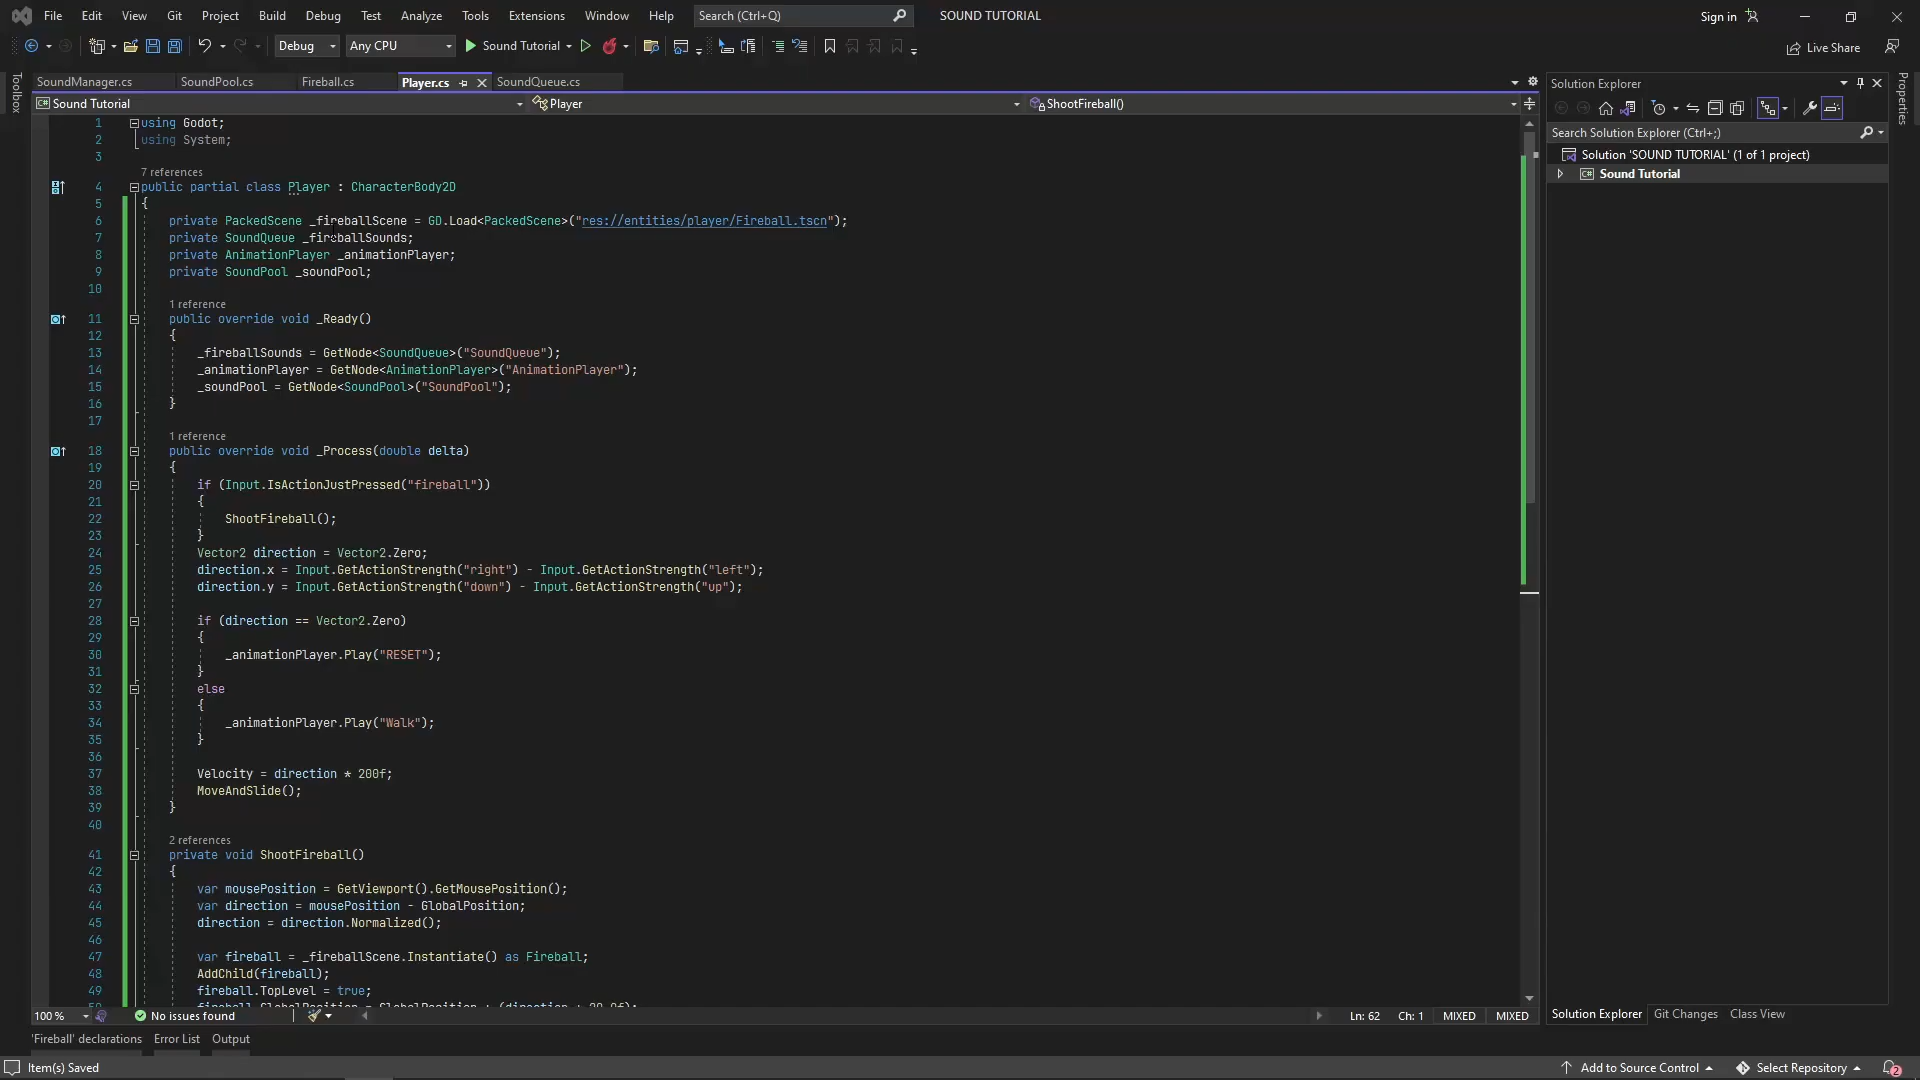 File Edit View Git Project Build Debug Test Analyze Tools Extensions Window Help Search (Ctrl+Q) SOUND TUTORIAL Sign in
Debug Any CPU Sound Tutorial Live Share
SoundManager.cs SoundPool.cs Fireball.cs Player.cs SoundQueue.cs
Toolbox
Sound Tutorial Player ShootFireball()
1 using Godot;
2 using System;
3
7 references
4 public partial class Player : CharacterBody2D
5 {
6 private PackedScene _fireballScene = GD.Load<PackedScene>("res://entities/player/Fireball.tscn");
7 private SoundQueue _fireballSounds;
8 private AnimationPlayer _animationPlayer;
9 private SoundPool _soundPool;
10
1 reference
11 public override void _Ready()
12 {
13 _fireballSounds = GetNode<SoundQueue>("SoundQueue");
14 _animationPlayer = GetNode<AnimationPlayer>("AnimationPlayer");
15 _soundPool = GetNode<SoundPool>("SoundPool");
16 }
17
1 reference
18 public override void _Process(double delta)
19 {
20 if (Input.IsActionJustPressed("fireball"))
21 {
22 ShootFireball();
23 }
24 Vector2 direction = Vector2.Zero;
25 direction.x = Input.GetActionStrength("right") - Input.GetActionStrength("left");
26 direction.y = Input.GetActionStrength("down") - Input.GetActionStrength("up");
27
28 if (direction == Vector2.Zero)
29 {
30 _animationPlayer.Play("RESET");
31 }
32 else
33 {
34 _animationPlayer.Play("Walk");
35 }
36
37 Velocity = direction * 200f;
38 MoveAndSlide();
39 }
40
2 references
41 private void ShootFireball()
42 {
43 var mousePosition = GetViewport().GetMousePosition();
44 var direction = mousePosition - GlobalPosition;
45 direction = direction.Normalized();
46
47 var fireball = _fireballScene.Instantiate() as Fireball;
48 AddChild(fireball);
49 fireball.TopLevel = true;
100 % No issues found Ln: 62 Ch: 1 MIXED MIXED
'Fireball' declarations Error List Output
Solution Explorer
Search Solution Explorer (Ctrl+;)
Solution 'SOUND TUTORIAL' (1 of 1 project)
Sound Tutorial
Solution Explorer Git Changes Class View
Properties
Item(s) Saved Add to Source Control Select Repository 2